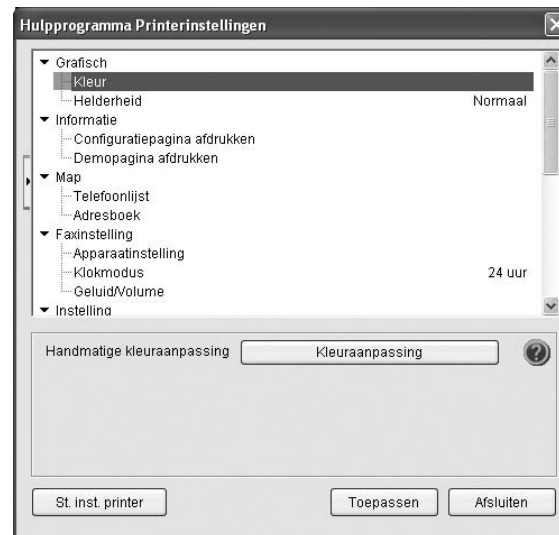 Hulpprogramma Printerinstellingen
Grafisch
Kleur
Helderheid Normaal
Informatie
Configuratiepagina afdrukken
Demopagina afdrukken
Map
Telefoonlijst
Adresboek
Faxinstelling
Apparaatinstelling
Klokmodus 24 uur
Geluid/Volume
Instelling
Handmatige kleuraanpassing Kleuraanpassing ?
St. inst. printer Toepassen Afsluiten